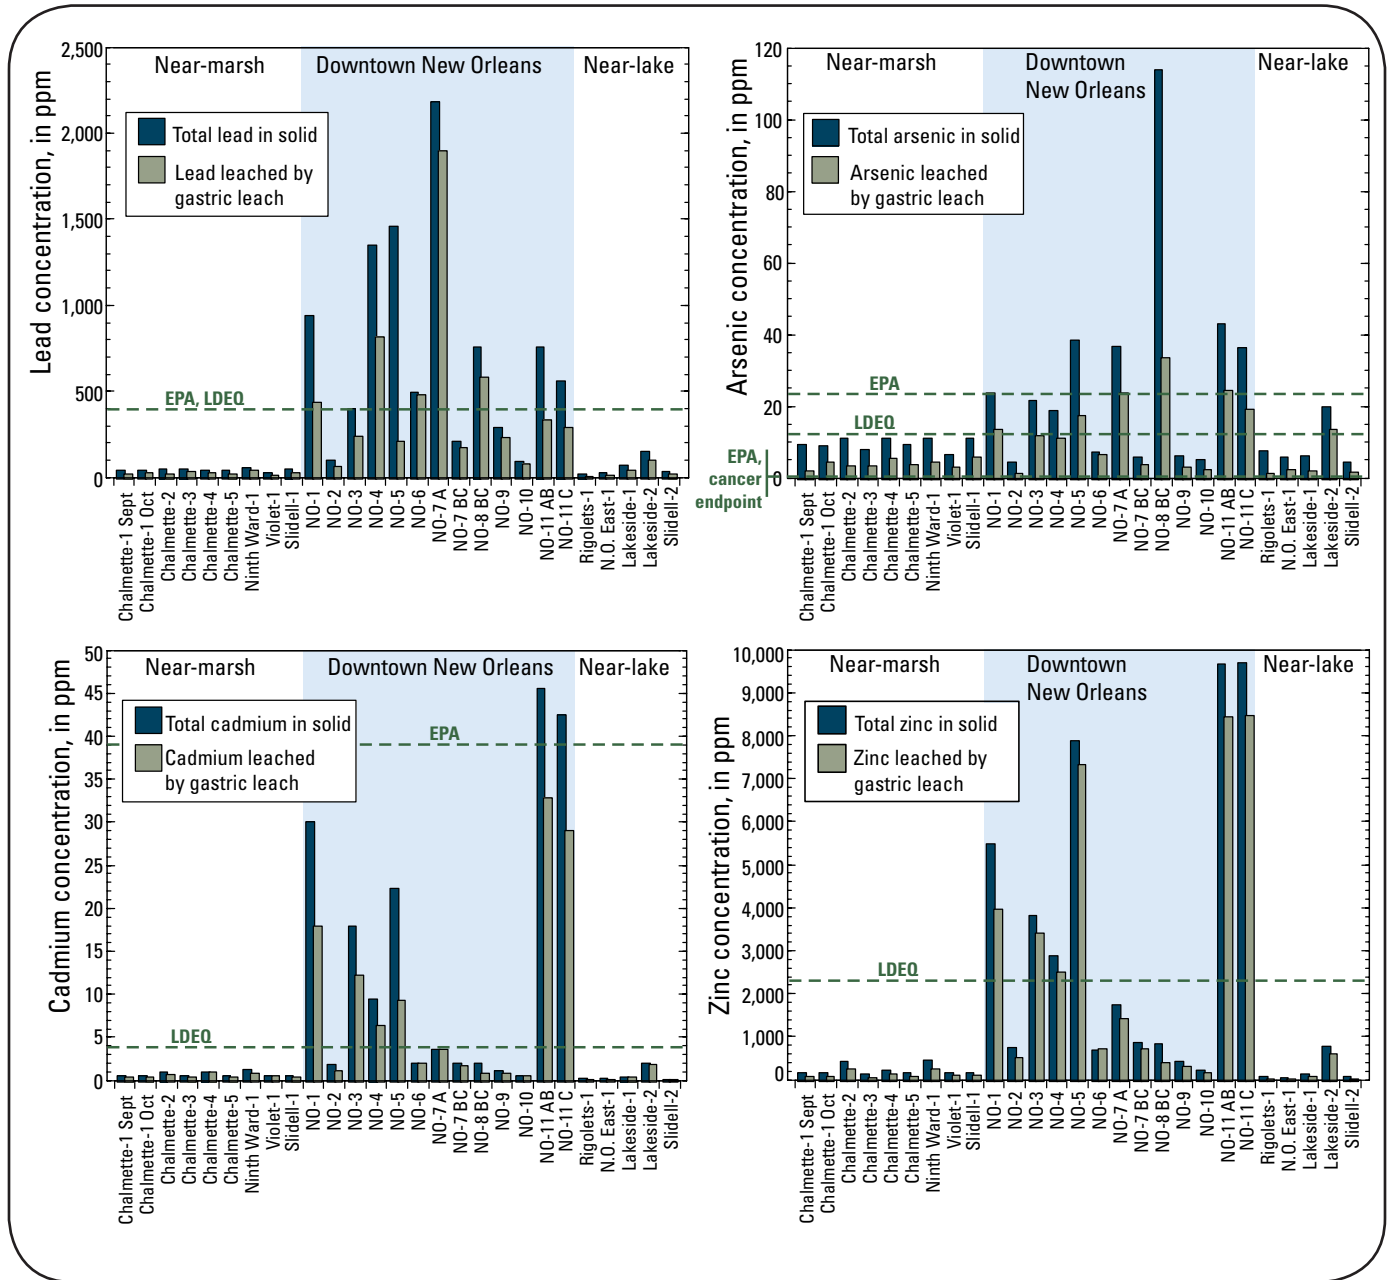 2,500
2,000
1,500
1,000
500
0
Lead concentration, in ppm
Near-marsh
Downtown New Orleans
Near-lake
Total lead in solid
Lead leached by
gastric leach
EPA, LDEQ
Chalmette-1 Sept
Chalmette-1 Oct
Chalmette-2
Chalmette-3
Chalmette-4
Chalmette-5
Ninth Ward-1
Violet-1
Slidell-1
NO-1
NO-2
NO-3
NO-4
NO-5
NO-6
NO-7 A
NO-7 BC
NO-8 BC
NO-9
NO-10
NO-11 AB
NO-11 C
Rigolets-1
N.O. East-1
Lakeside-1
Lakeside-2
Slidell-2
120
100
80
60
40
20
0
Arsenic concentration, in ppm
Near-marsh
Downtown
New Orleans
Near-lake
Total arsenic in solid
Arsenic leached
by gastric leach
EPA
LDEQ
EPA,
cancer
endpoint
Chalmette-1 Sept
Chalmette-1 Oct
Chalmette-2
Chalmette-3
Chalmette-4
Chalmette-5
Ninth Ward-1
Violet-1
Slidell-1
NO-1
NO-2
NO-3
NO-4
NO-5
NO-6
NO-7 A
NO-7 BC
NO-8 BC
NO-9
NO-10
NO-11 AB
NO-11 C
Rigolets-1
N.O. East-1
Lakeside-1
Lakeside-2
Slidell-2
50
45
40
35
30
25
20
15
10
5
0
Cadmium concentration, in ppm
Near-marsh
Downtown New Orleans
Near-lake
Total cadmium in solid
Cadmium leached
by gastric leach
EPA
LDEQ
Chalmette-1 Sept
Chalmette-1 Oct
Chalmette-2
Chalmette-3
Chalmette-4
Chalmette-5
Ninth Ward-1
Violet-1
Slidell-1
NO-1
NO-2
NO-3
NO-4
NO-5
NO-6
NO-7 A
NO-7 BC
NO-8 BC
NO-9
NO-10
NO-11 AB
NO-11 C
Rigolets-1
N.O. East-1
Lakeside-1
Lakeside-2
Slidell-2
10,000
9,000
8,000
7,000
6,000
5,000
4,000
3,000
2,000
1,000
0
Zinc concentration, in ppm
Near-marsh
Downtown
New Orleans
Near-lake
Total zinc in solid
Zinc leached by
gastric leach
LDEQ
Chalmette-1 Sept
Chalmette-1 Oct
Chalmette-2
Chalmette-3
Chalmette-4
Chalmette-5
Ninth Ward-1
Violet-1
Slidell-1
NO-1
NO-2
NO-3
NO-4
NO-5
NO-6
NO-7 A
NO-7 BC
NO-8 BC
NO-9
NO-10
NO-11 AB
NO-11 C
Rigolets-1
N.O. East-1
Lakeside-1
Lakeside-2
Slidell-2